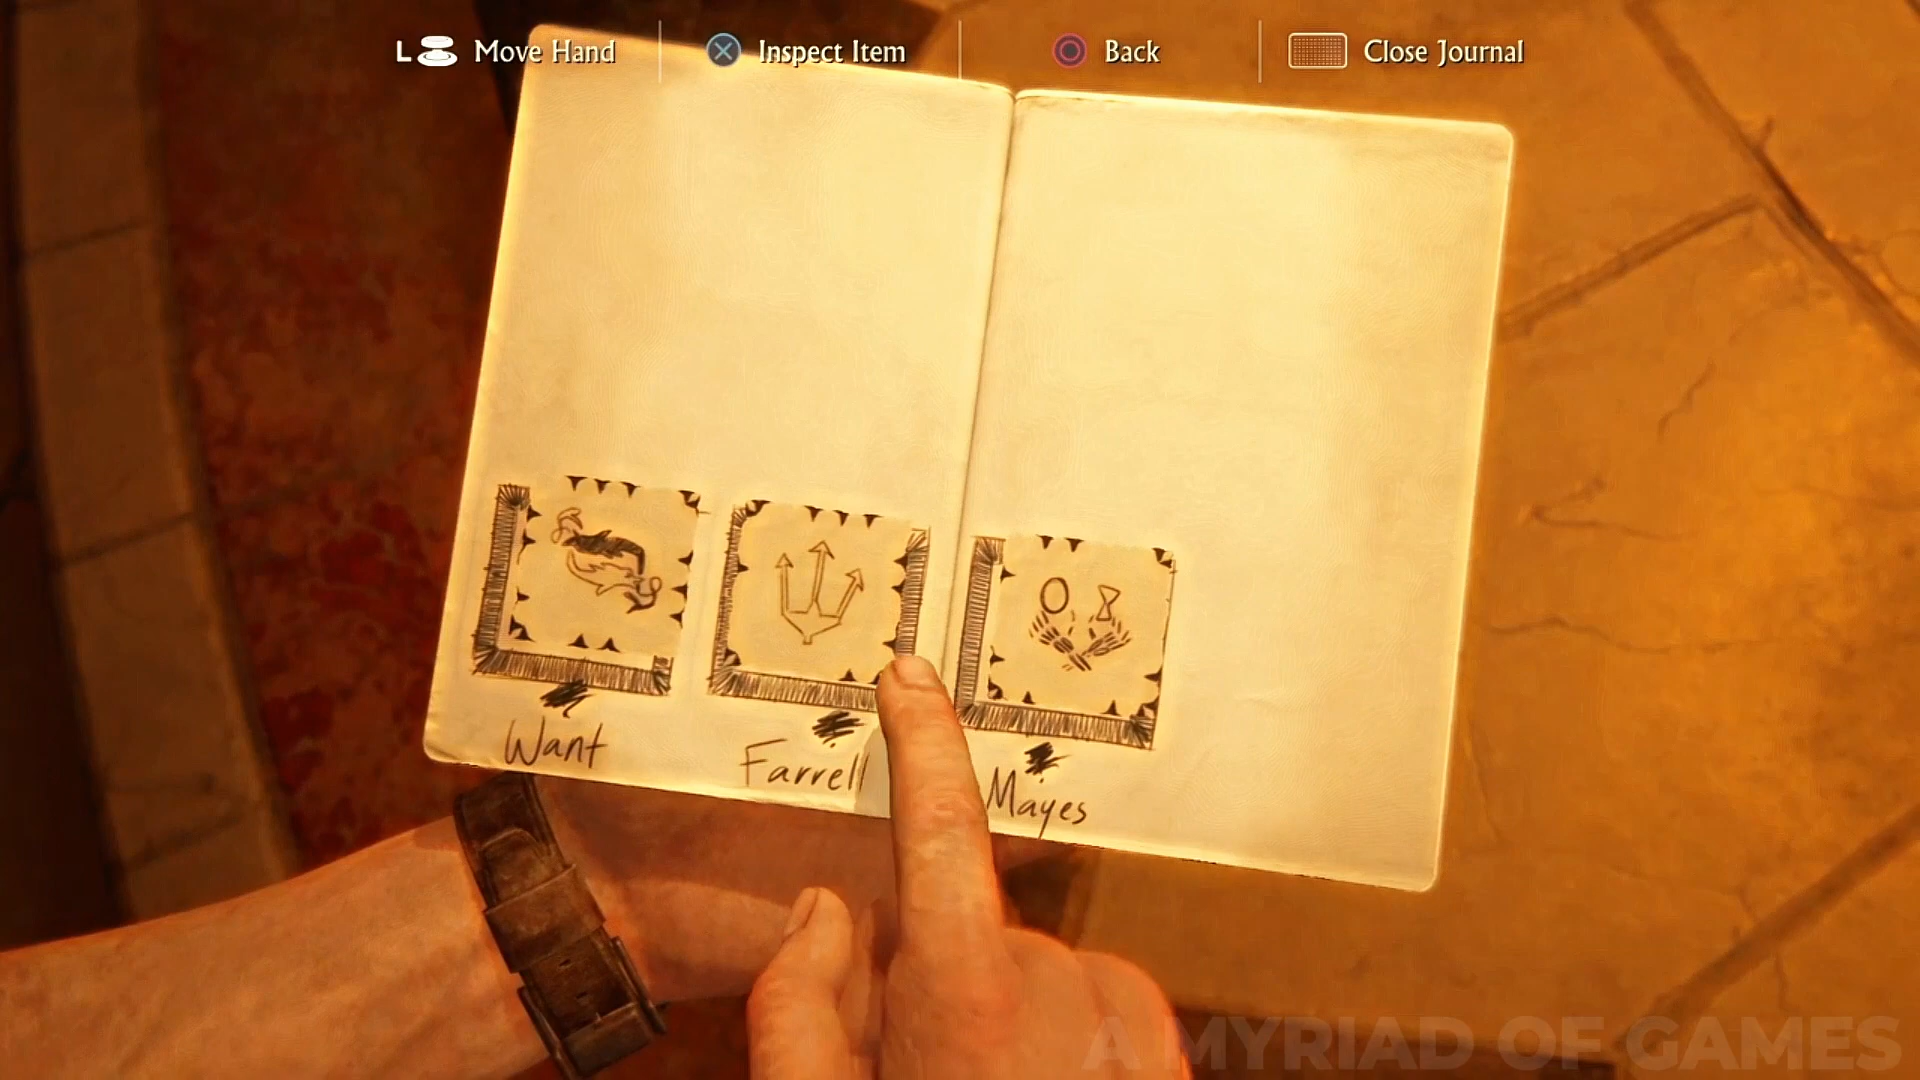 L Move Hand
Inspect Item
Back
Close Journal
Want
Farrell
Mayes
A MYRIAD OF GAMES